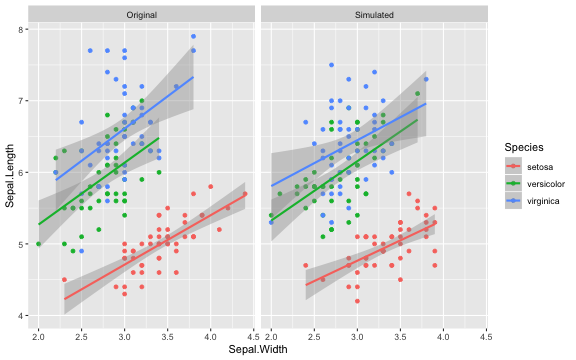 Original
Simulated
8
7
6
5
4
Sepal.Length
2.0
2.5
3.0
3.5
4.0
4.5
2.0
2.5
3.0
3.5
4.0
4.5
Sepal.Width
Species
setosa
versicolor
virginica